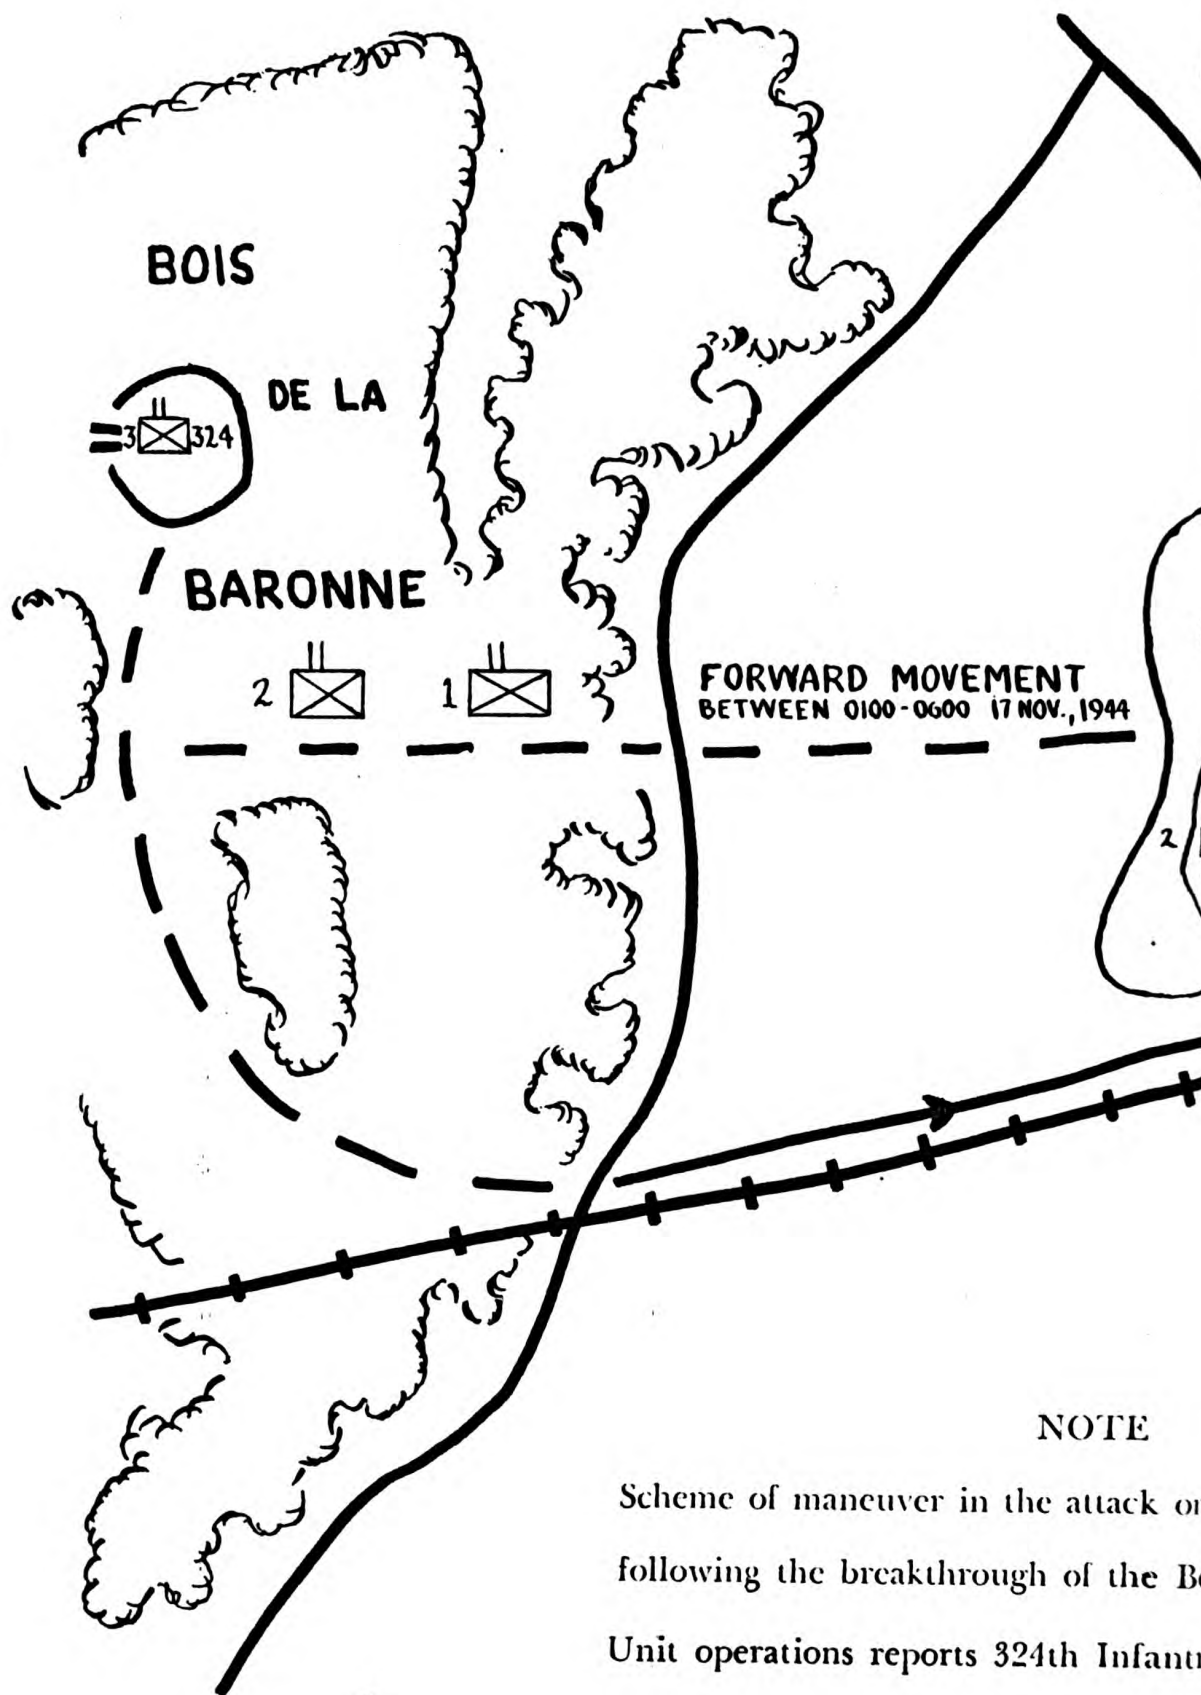 BOIS
DE LA
3 324
BARONNE
2 1
FORWARD MOVEMENT
BETWEEN 0100-0600 17 NOV., 1944
2
NOTE
Scheme of maneuver in the attack
following the breakthrough of the
Unit operations reports 324th